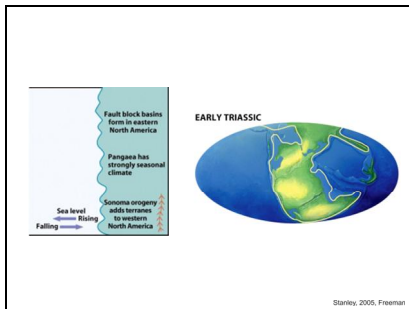 Fault block basins
form in eastern
North America
Pangaea has
strongly seasonal
climate
Sonoma orogeny
adds terranes
to western
North America
Sea level
Rising
Falling
EARLY TRIASSIC
Stanley, 2005, Freeman